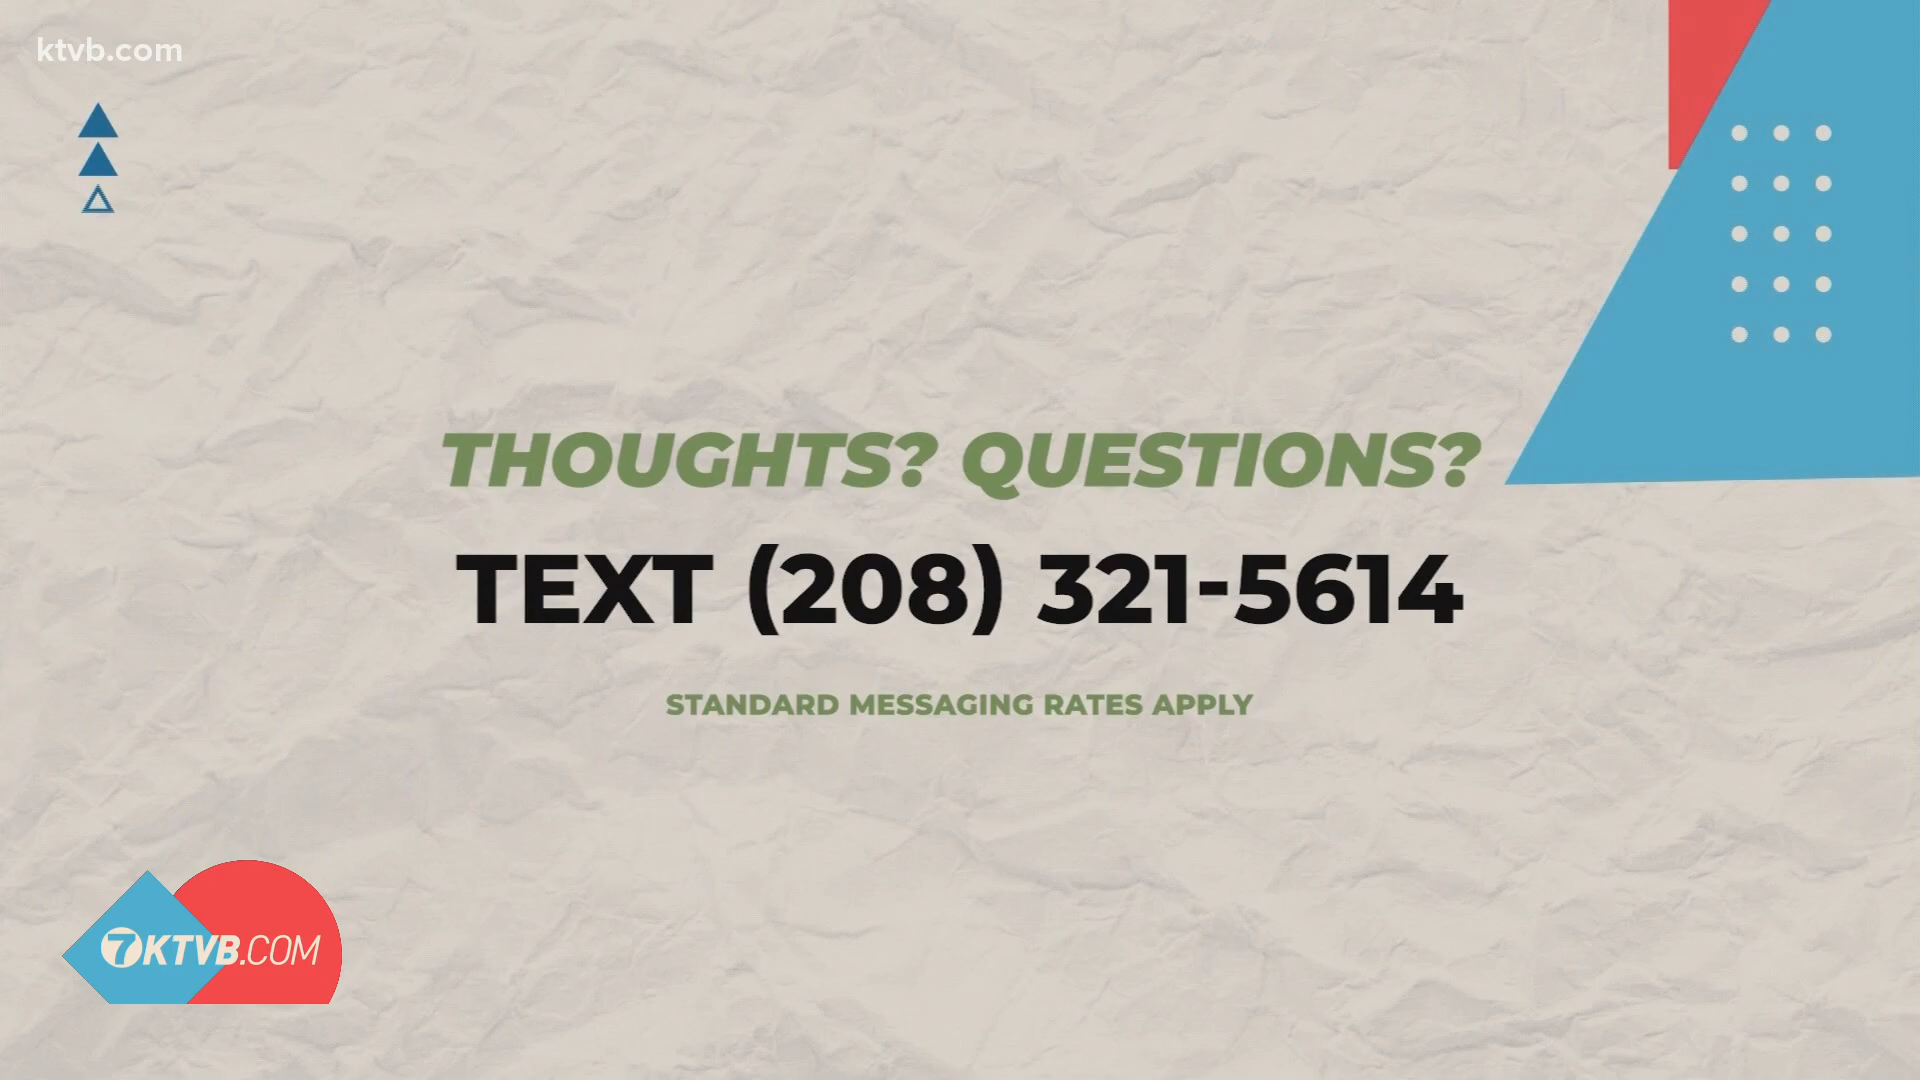 ktvb.com
THOUGHTS? QUESTIONS?
TEXT (208) 321-5614
STANDARD MESSAGING RATES APPLY
7KTVB.COM